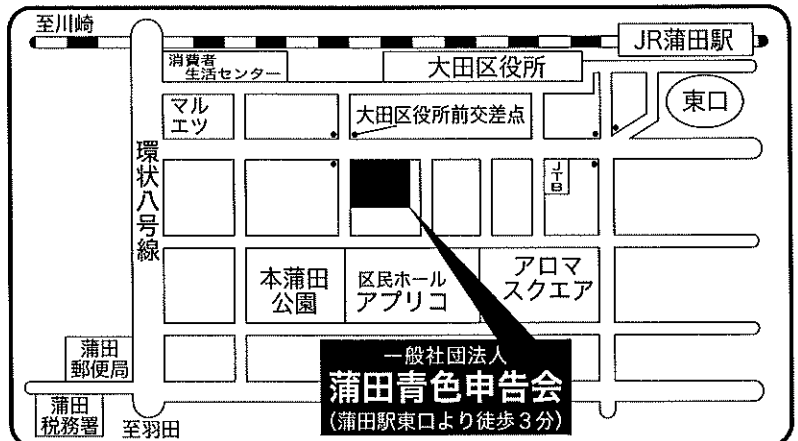 至川崎
JR蒲田駅
消費者
生活センター
大田区役所
東口
マル
エツ
大田区役所前交差点
環状八号線
JTB
本蒲田
公園
区民ホール
アプリコ
アロマ
スクエア
蒲田
郵便局
一般社団法人
蒲田青色申告会
(蒲田駅東口より徒歩3分)
蒲田
税務署
至羽田